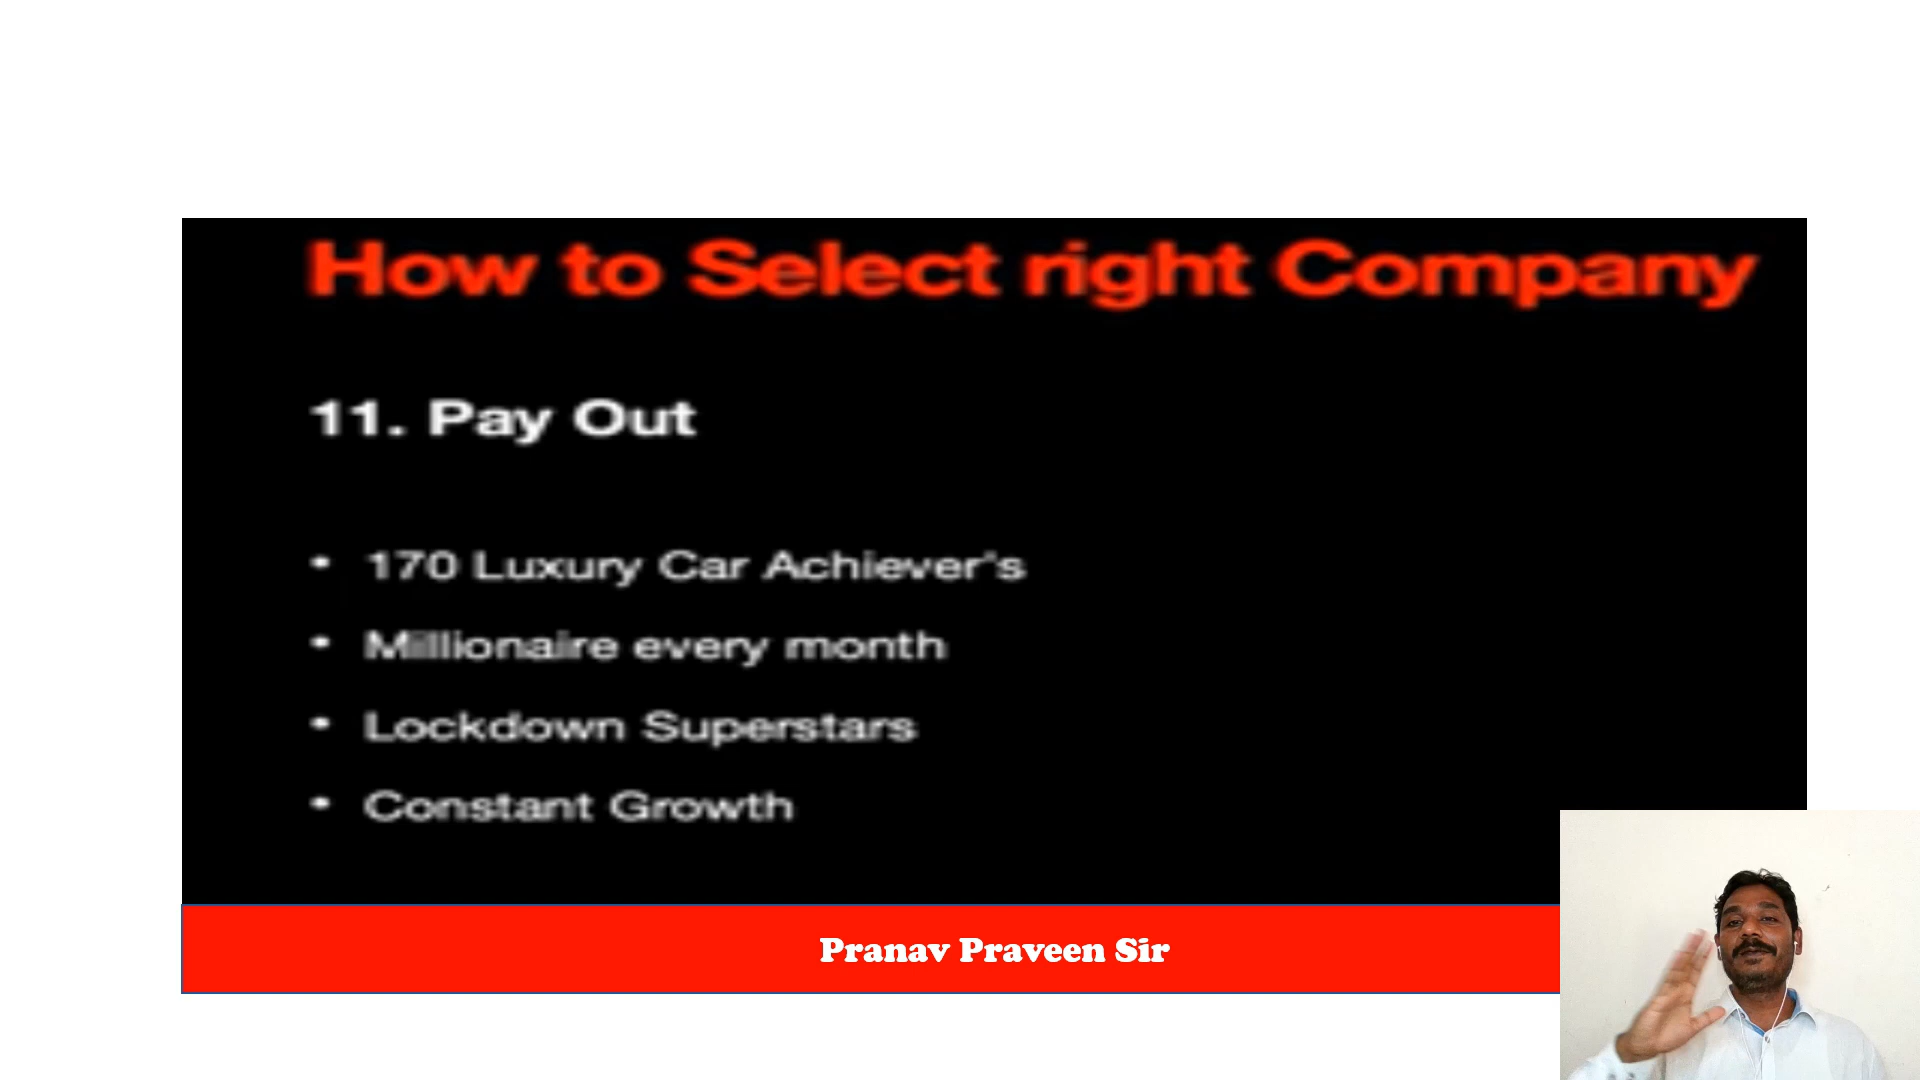 How to Select right Company
11. Pay Out
• 170 Luxury Car Achiever's
• Millionaire every month
• Lockdown Superstars
• Constant Growth
Pranav Praveen Sir